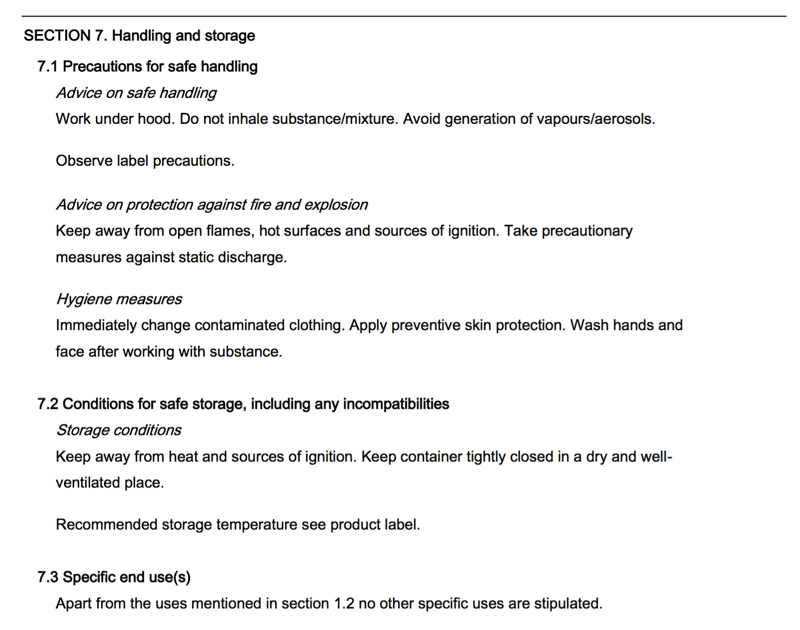 SECTION 7. Handling and storage
7.1 Precautions for safe handling
Advice on safe handling
Work under hood. Do not inhale substance/mixture. Avoid generation of vapours/aerosols.
Observe label precautions.
Advice on protection against fire and explosion
Keep away from open flames, hot surfaces and sources of ignition. Take precautionary
measures against static discharge.
Hygiene measures
Immediately change contaminated clothing. Apply preventive skin protection. Wash hands and
face after working with substance.
7.2 Conditions for safe storage, including any incompatibilities
Storage conditions
Keep away from heat and sources of ignition. Keep container tightly closed in a dry and well-
ventilated place.
Recommended storage temperature see product label.
7.3 Specific end use(s)
Apart from the uses mentioned in section 1.2 no other specific uses are stipulated.